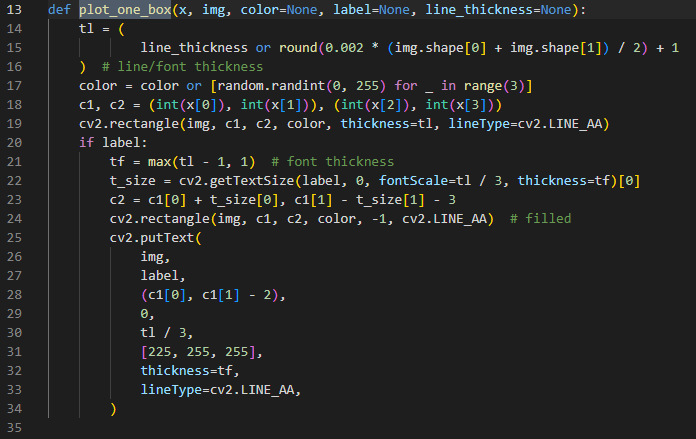 13 def plot_one_box(x, img, color=None, label=None, line_thickness=None):
14     tl = (
15         line_thickness or round(0.002 * (img.shape[0] + img.shape[1]) / 2) + 1
16     )  # line/font thickness
17     color = color or [random.randint(0, 255) for _ in range(3)]
18     c1, c2 = (int(x[0]), int(x[1])), (int(x[2]), int(x[3]))
19     cv2.rectangle(img, c1, c2, color, thickness=tl, lineType=cv2.LINE_AA)
20     if label:
21         tf = max(tl - 1, 1)  # font thickness
22         t_size = cv2.getTextSize(label, 0, fontScale=tl / 3, thickness=tf)[0]
23         c2 = c1[0] + t_size[0], c1[1] - t_size[1] - 3
24         cv2.rectangle(img, c1, c2, color, -1, cv2.LINE_AA)  # filled
25         cv2.putText(
26             img,
27             label,
28             (c1[0], c1[1] - 2),
29             0,
30             tl / 3,
31             [225, 255, 255],
32             thickness=tf,
33             lineType=cv2.LINE_AA,
34         )
35